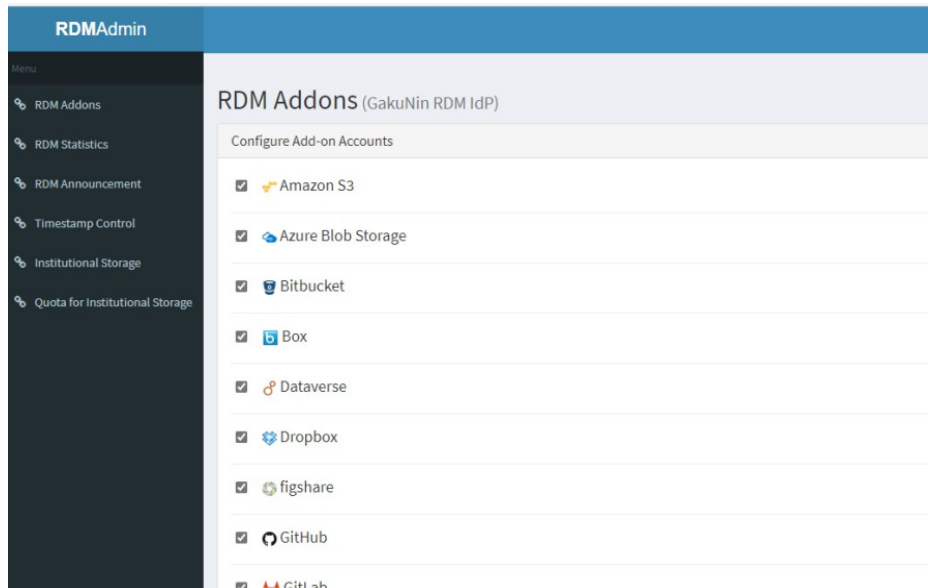 RDMAdmin
Menu
RDM Addons
RDM Statistics
RDM Announcement
Timestamp Control
Institutional Storage
Quota for Institutional Storage
RDM Addons (GakuNin RDM IdP)
Configure Add-on Accounts
Amazon S3
Azure Blob Storage
Bitbucket
Box
Dataverse
Dropbox
figshare
GitHub
GitLab